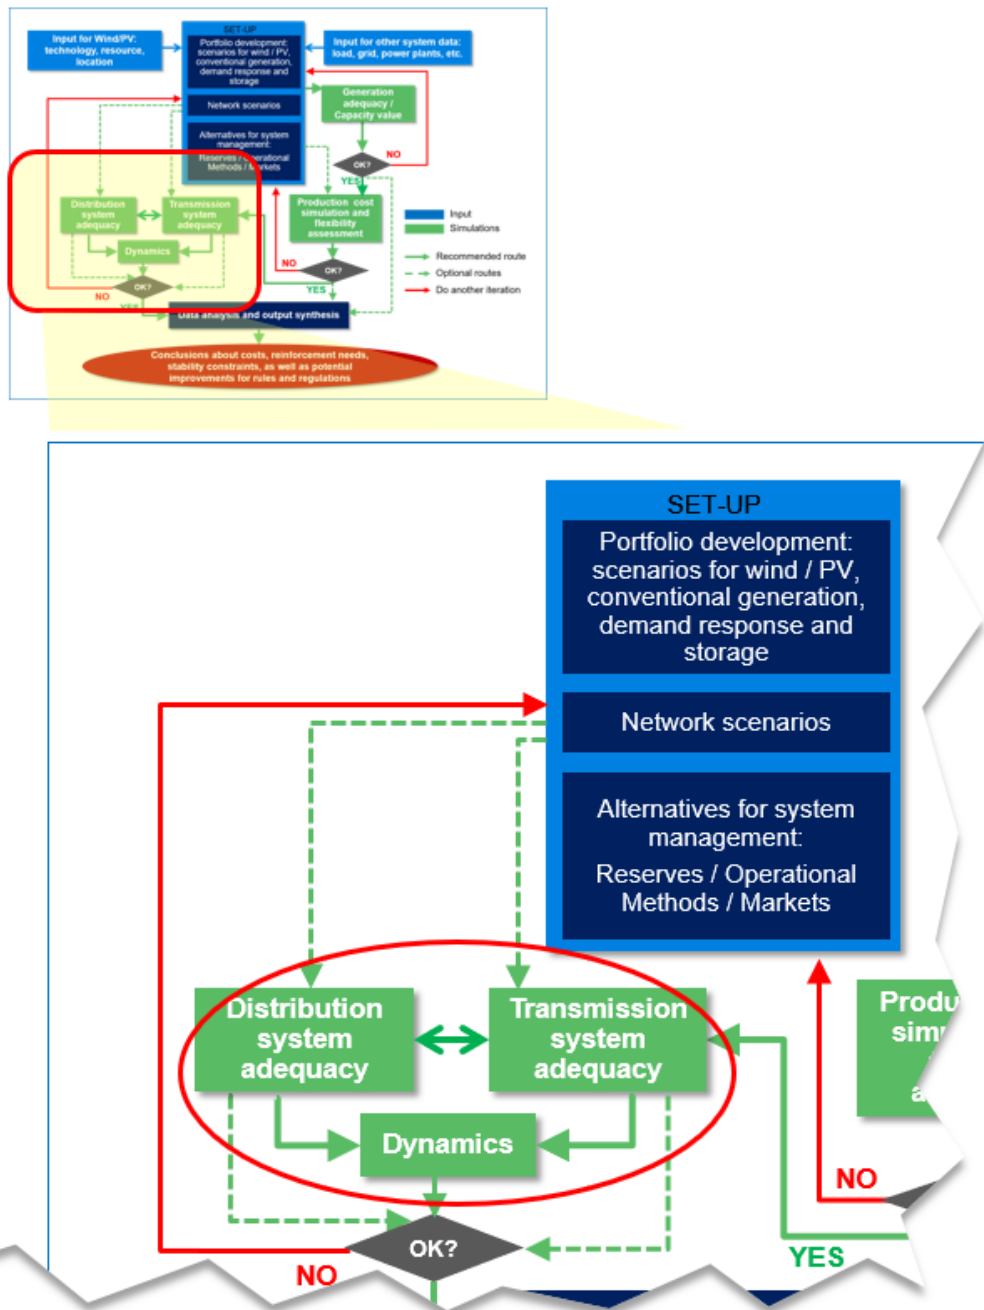 SET-UP
Input for Wind/PV:
technology, resource,
location
Portfolio development:
scenarios for wind / PV,
conventional generation,
demand response and
storage
Input for other system data:
load, grid, power plants, etc.
Network scenarios
Generation
adequacy /
Capacity value
Alternatives for system
management:
Reserves / Operational
Methods / Markets
OK?
NO
YES
Distribution
system
adequacy
Transmission
system
adequacy
Production cost
simulation and
flexibility
assessment
Input
Simulations
Dynamics
Recommended route
OK?
NO
YES
Optional routes
OK?
NO
YES
Do another iteration
Data analysis and output synthesis
Conclusions about costs, reinforcement needs,
stability constraints, as well as potential
improvements for rules and regulations
SET-UP
Portfolio development:
scenarios for wind / PV,
conventional generation,
demand response and
storage
Network scenarios
Alternatives for system
management:
Reserves / Operational
Methods / Markets
Distribution
system
adequacy
Transmission
system
adequacy
Produ
sim
a
Dynamics
NO
OK?
YES
NO